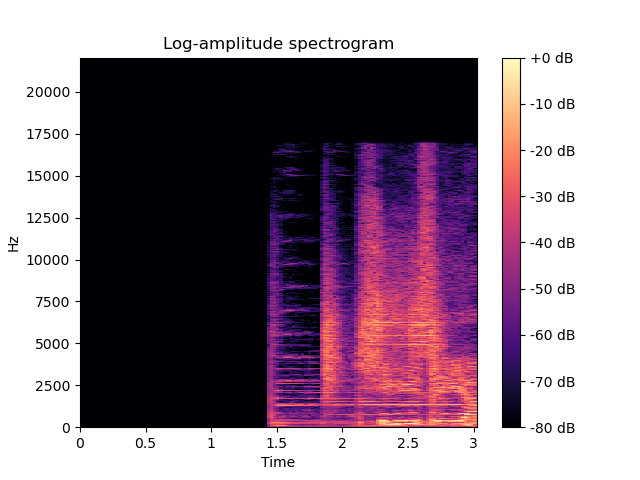 Log-amplitude spectrogram
Hz
20000
17500
15000
12500
10000
7500
5000
2500
0
0 0.5 1 1.5 2 2.5 3
Time
+0 dB
-10 dB
-20 dB
-30 dB
-40 dB
-50 dB
-60 dB
-70 dB
-80 dB